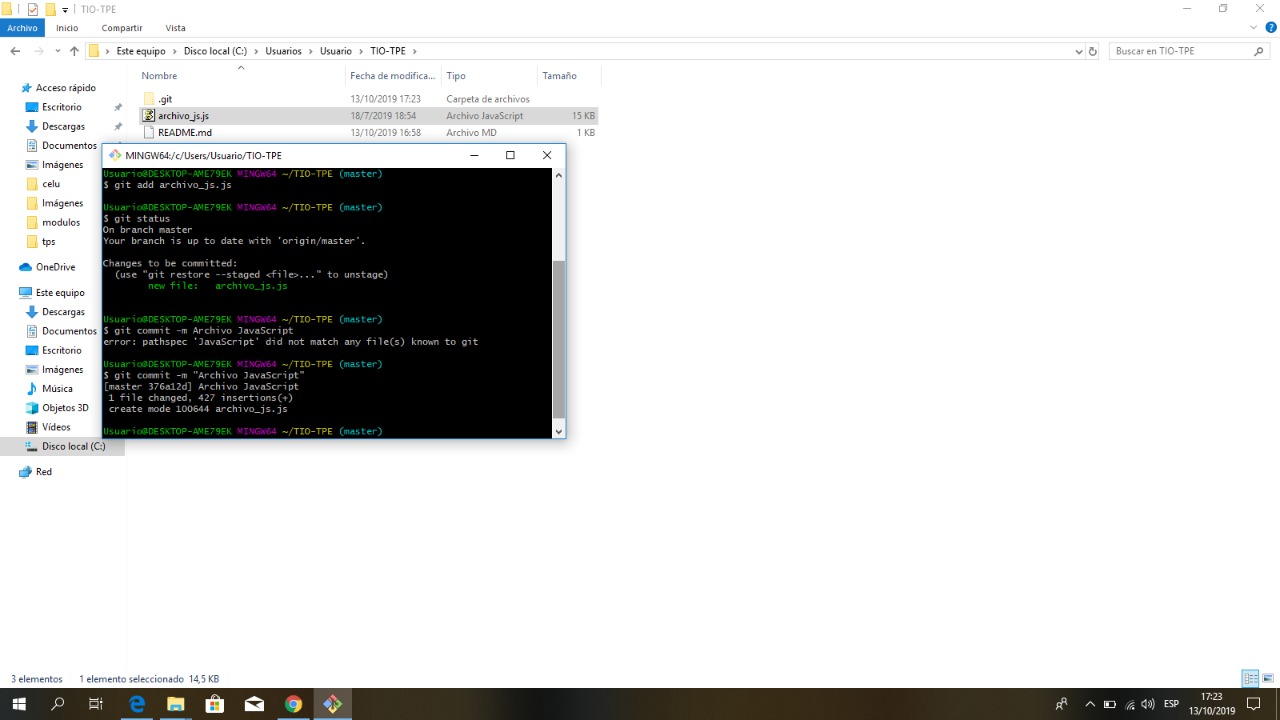 TIO-TPE
Archivo Inicio Compartir Vista
Este equipo > Disco local (C:) > Usuarios > Usuario > TIO-TPE >
Buscar en TIO-TPE
Nombre Fecha de modifica... Tipo Tamaño
.git 13/10/2019 17:23 Carpeta de archivos
archivo_js.js 18/7/2019 18:54 Archivo JavaScript 15 KB
README.md 13/10/2019 16:58 Archivo MD 1 KB
Acceso rápido
Escritorio
Descargas
Documentos
Imágenes
celu
Imágenes
modulos
tps
OneDrive
Este equipo
Descargas
Documentos
Escritorio
Imágenes
Música
Objetos 3D
Vídeos
Disco local (C:)
Red
MINGW64:/c/Users/Usuario/TIO-TPE
Usuario@DESKTOP-AME79EK MINGW64 ~/TIO-TPE (master)
$ git add archivo_js.js
Usuario@DESKTOP-AME79EK MINGW64 ~/TIO-TPE (master)
$ git status
On branch master
Your branch is up to date with 'origin/master'.
Changes to be committed:
(use "git restore --staged <file>..." to unstage)
new file: archivo_js.js
Usuario@DESKTOP-AME79EK MINGW64 ~/TIO-TPE (master)
$ git commit -m Archivo JavaScript
error: pathspec 'JavaScript' did not match any file(s) known to git
Usuario@DESKTOP-AME79EK MINGW64 ~/TIO-TPE (master)
$ git commit -m "Archivo JavaScript"
[master 376a12d] Archivo JavaScript
1 file changed, 427 insertions(+)
create mode 100644 archivo_js.js
Usuario@DESKTOP-AME79EK MINGW64 ~/TIO-TPE (master)
3 elementos 1 elemento seleccionado 14,5 KB
ESP
17:23
13/10/2019